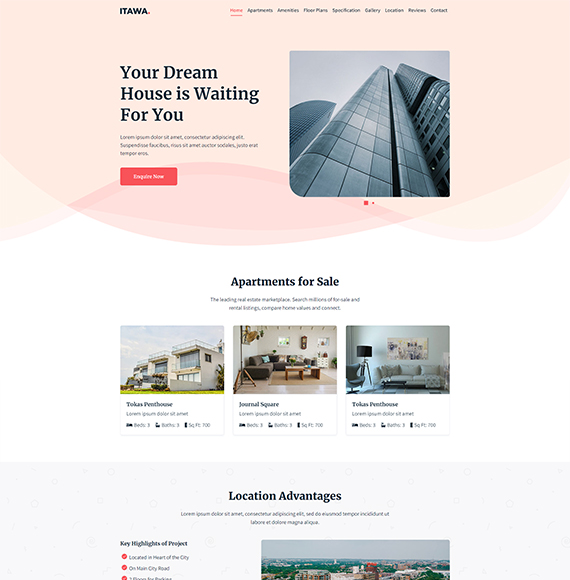 ITAWA.
Home Apartments Amenities Floor Plans Specification Gallery Location Reviews Contact
Your Dream
House is Waiting
For You
Lorem ipsum dolor sit amet, consectetur adipiscing elit.
Suspendisse faucibus, risus sit amet auctor sodales, justo erat
tempor eros.
Enquire Now
Apartments for Sale
The leading real estate marketplace. Search millions of for-sale and
rental listings, compare home values and connect.
Tokas Penthouse
Lorem ipsum dolor sit amet
Beds: 3 Baths: 3 Sq Ft: 700
Journal Square
Lorem ipsum dolor sit amet
Beds: 3 Baths: 3 Sq Ft: 700
Tokas Penthouse
Lorem ipsum dolor sit amet
Beds: 3 Baths: 3 Sq Ft: 700
Location Advantages
Lorem ipsum dolor sit amet, consectetur adipiscing elit, sed do eiusmod tempor incididunt ut
labore et dolore magna aliqua.
Key Highlights of Project
Located in Heart of the City
On Main City Road
2 Floors for Parking